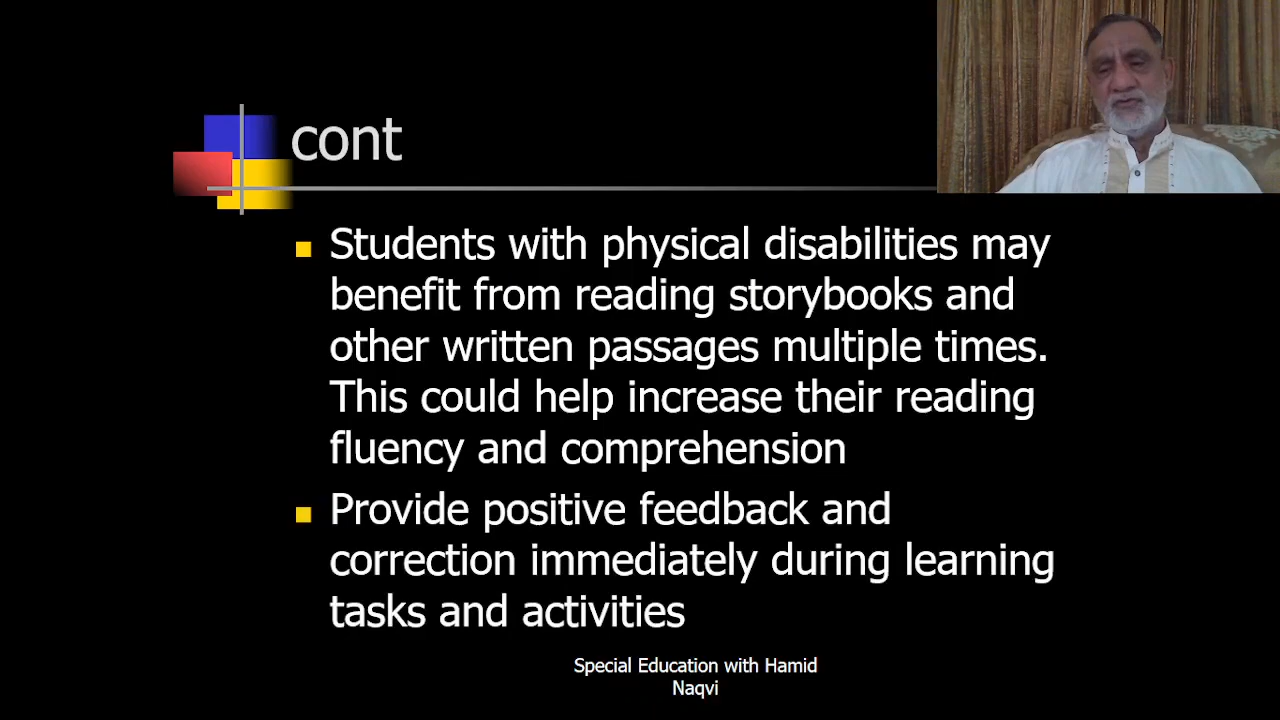 cont
Students with physical disabilities may
benefit from reading storybooks and
other written passages multiple times.
This could help increase their reading
fluency and comprehension
Provide positive feedback and
correction immediately during learning
tasks and activities
Special Education with Hamid
Naqvi